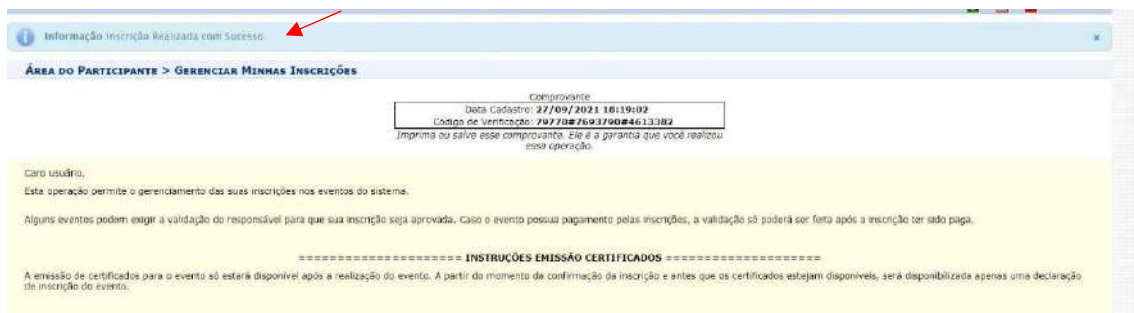 Informação Inscrição Realizada com Sucesso
ÁREA DO PARTICIPANTE > GERENCIAR MINHAS INSCRIÇÕES
Comprovante
Data Cadastro: 27/09/2021 18:19:02
Código de Verificação: 79770#7693790#4613382
Imprima ou salve esse comprovante. Ele é a garantia que você realizou
essa operação.
Caro usuário,
Esta operação permite o gerenciamento das suas inscrições nos eventos do sistema.
Alguns eventos podem exigir a validação do responsável para que sua inscrição seja aprovada. Caso o evento possua pagamento pelas inscrições, a validação só poderá ser feita após a inscrição ter sido paga.
===================== INSTRUÇÕES EMISSÃO CERTIFICADOS =====================
A emissão de certificados para o evento só estará disponível após a realização do evento. A partir do momento da confirmação da inscrição e antes que os certificados estejam disponíveis, será disponibilizada apenas uma declaração
de inscrição do evento.